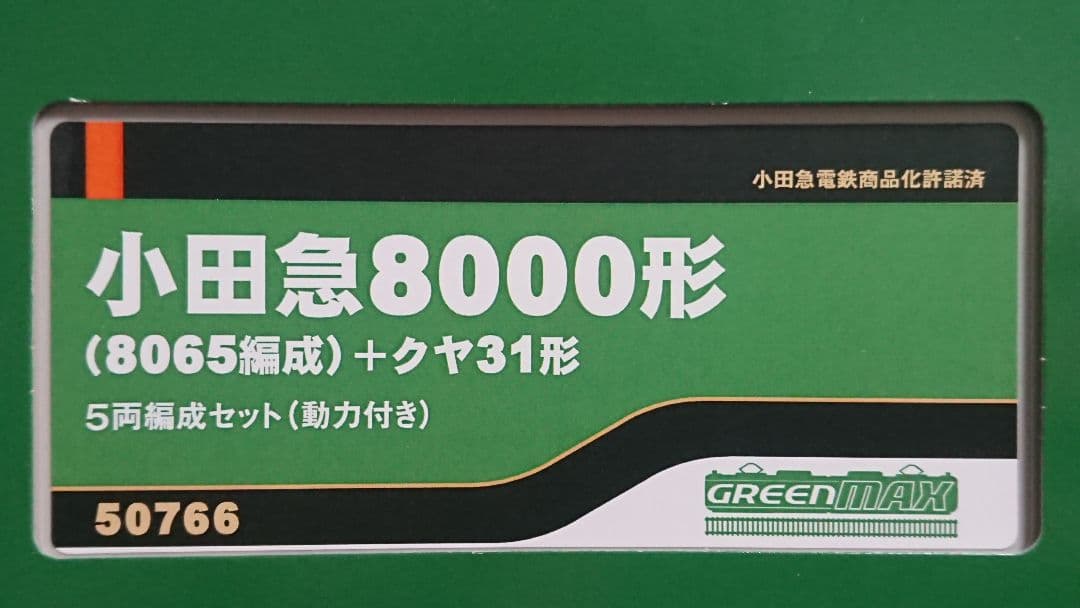 小田急電鉄商品化許諾済
小田急8000形
(8065編成)+クヤ31形
5両編成セット(動力付き)
50766
GREENMAX